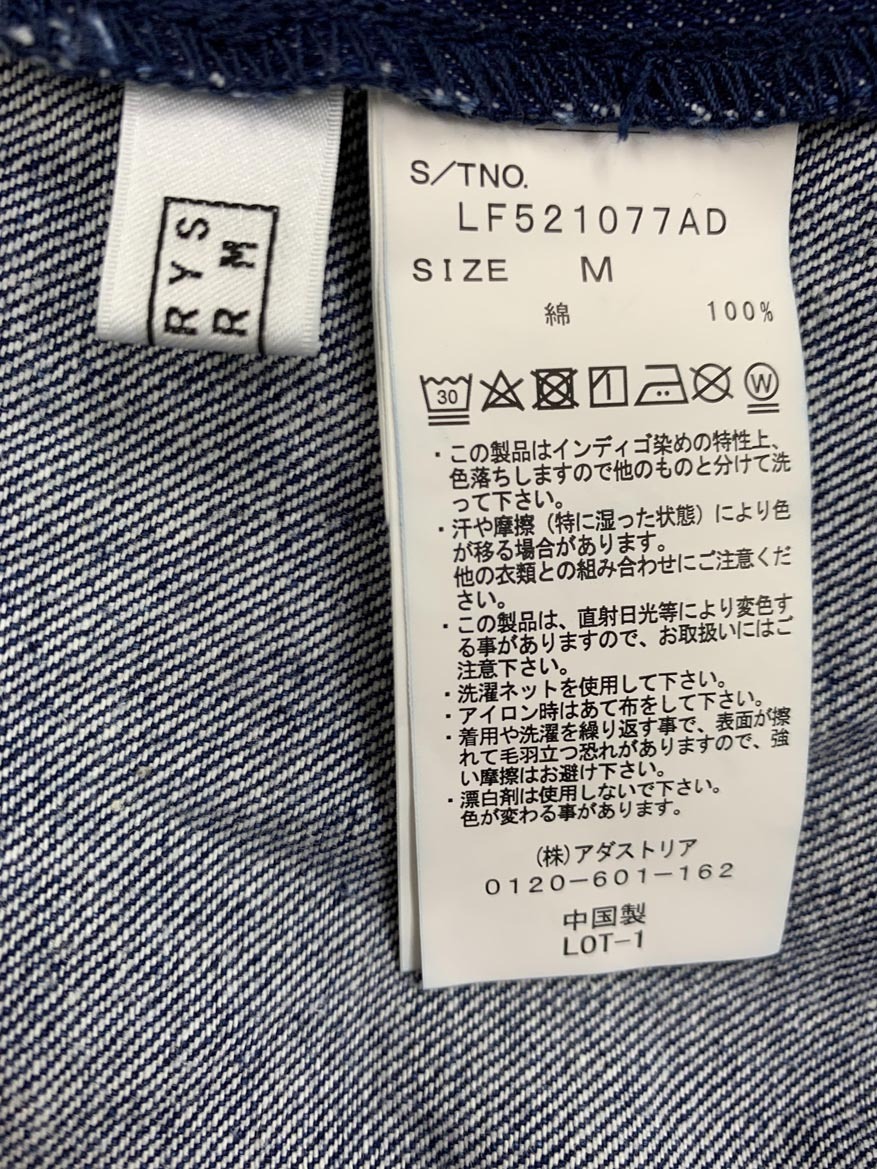 RYS
RM
S/TNO.
LF521077AD
SIZE M
綿 100%
30 W
・この製品はインディゴ染めの特性上、
色落ちしますので他のものと分けて洗
って下さい。
・汗や摩擦（特に湿った状態）により色
が移る場合があります。
他の衣類との組み合わせにご注意くだ
さい。
・この製品は、直射日光等により変色す
る事がありますので、お取扱いにはご
注意下さい。
・洗濯ネットを使用して下さい。
・アイロン時はあて布をして下さい。
・着用や洗濯を繰り返す事で、表面が擦
れて毛羽立つ恐れがありますので、強
い摩擦はお避け下さい。
・漂白剤は使用しないで下さい。
色が変わる事があります。
(株)アダストリア
0120-601-162
中国製
LOT-1